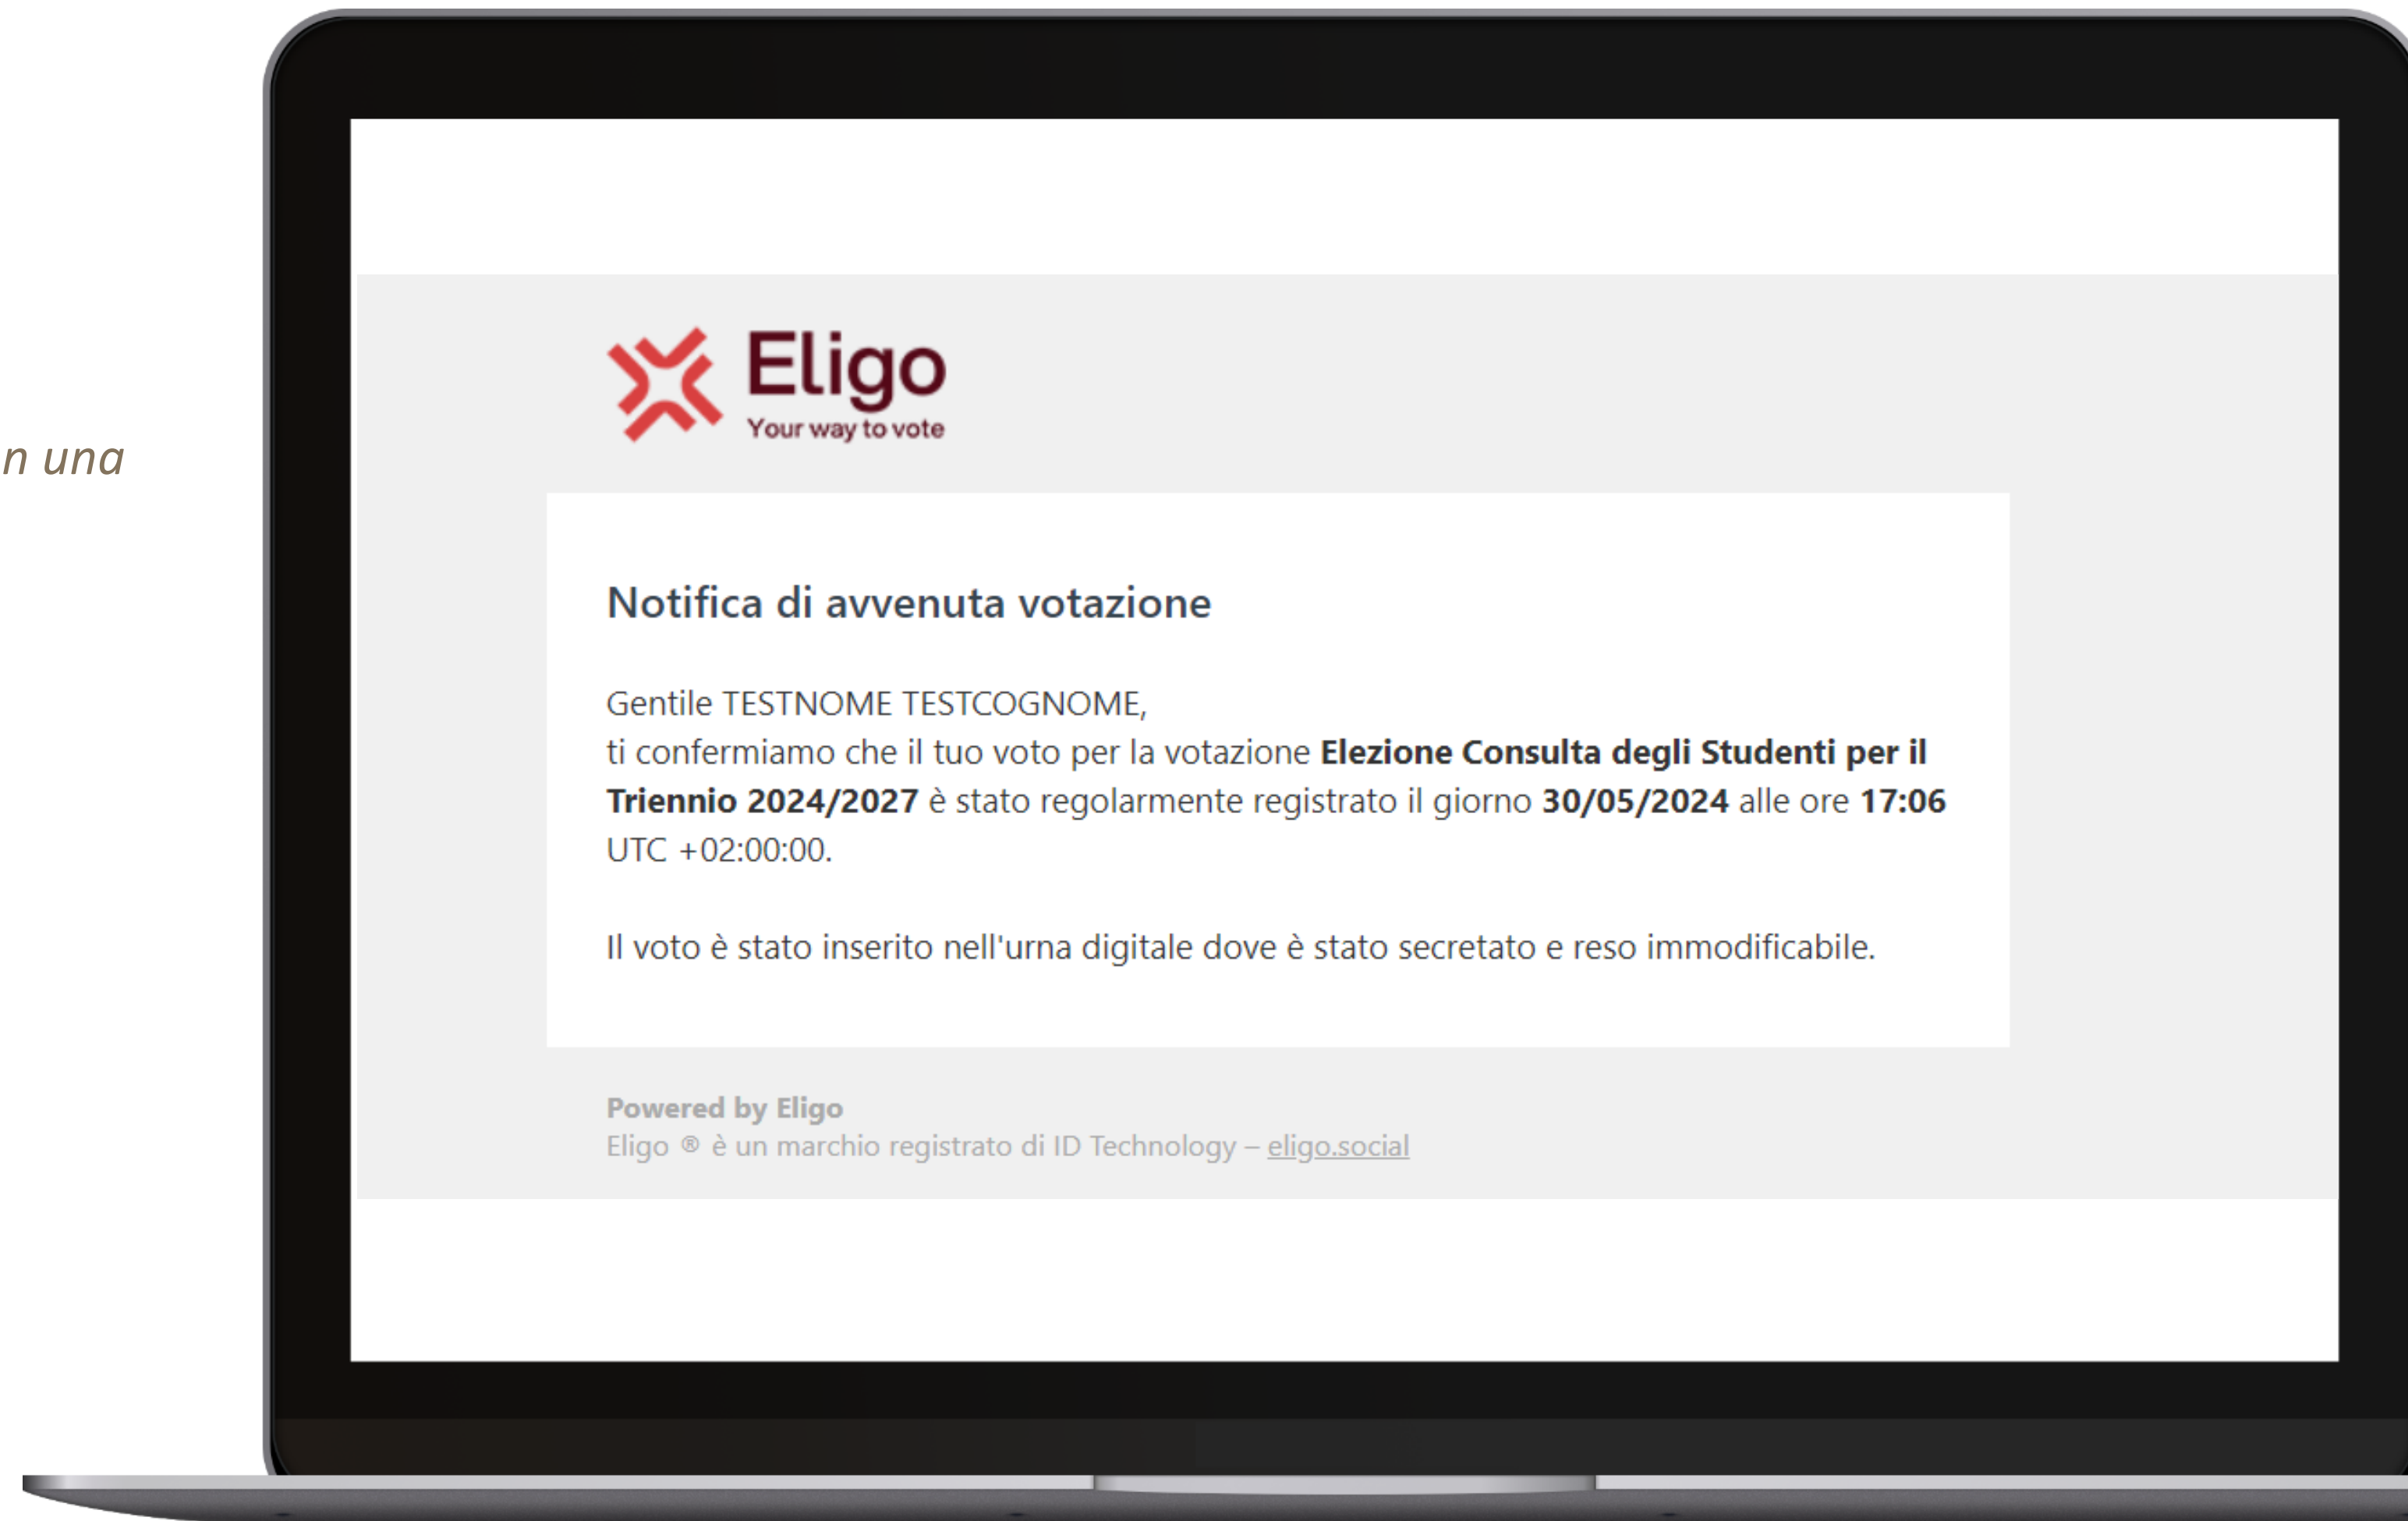 n una
Eligo
Your way to vote
Notifica di avvenuta votazione
Gentile TESTNOME TESTCOGNOME,
ti confermiamo che il tuo voto per la votazione Elezione Consulta degli Studenti per il
Triennio 2024/2027 è stato regolarmente registrato il giorno 30/05/2024 alle ore 17:06
UTC +02:00:00.
Il voto è stato inserito nell'urna digitale dove è stato secretato e reso immodificabile.
Powered by Eligo
Eligo ® è un marchio registrato di ID Technology – eligo.social